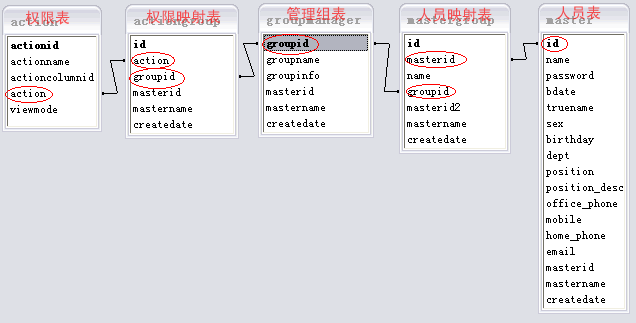 权限表
action
actionid
actionname
actioncolumnid
action
viewmode
权限映射表
actiongroup
id
action
groupid
masterid
mastername
createdate
管理组表
groupmanager
groupid
groupname
groupinfo
masterid
mastername
createdate
人员映射表
mastergroup
id
masterid
name
groupid
masterid2
mastername
createdate
人员表
master
id
name
password
bdate
truename
sex
birthday
dept
position
position_desc
office_phone
mobile
home_phone
email
masterid
mastername
createdate